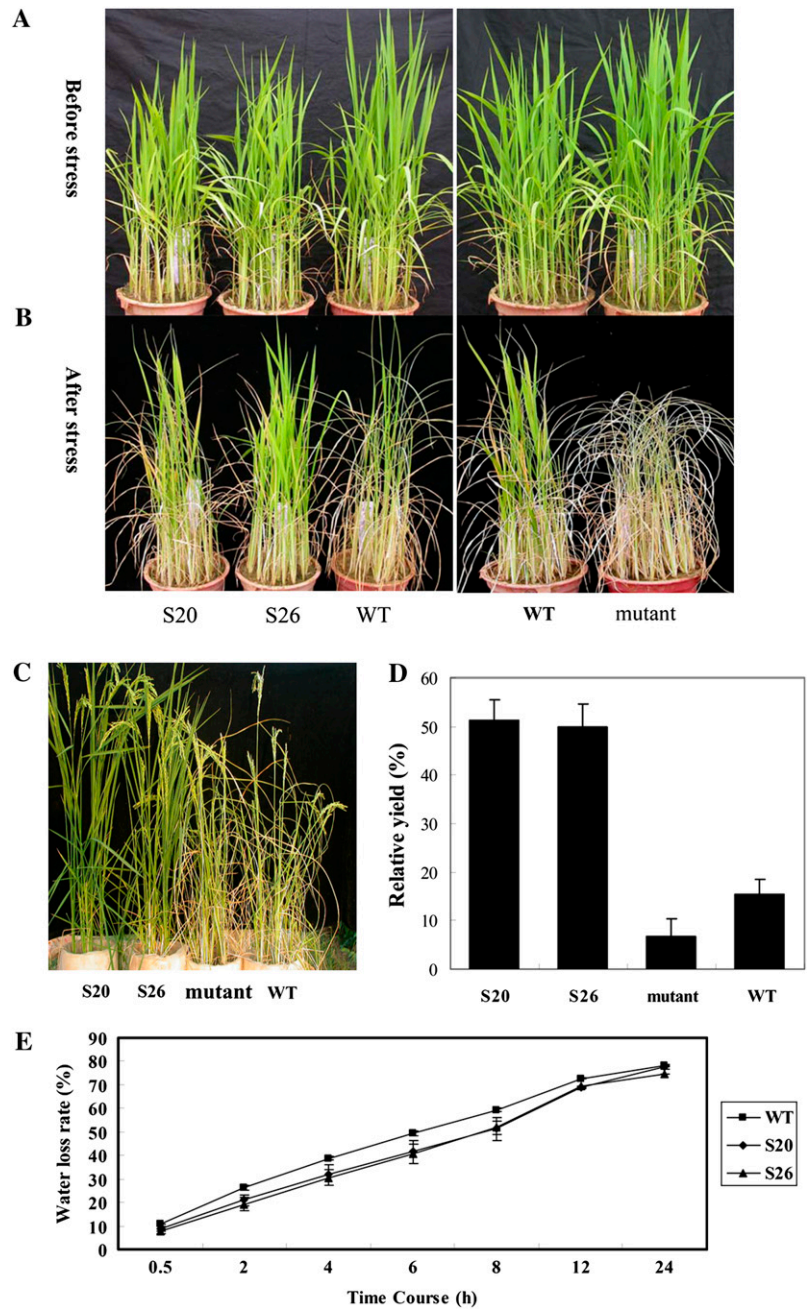 A
Before stress
B
After stress
S20 S26 WT WT mutant
C
S20 S26 mutant WT
D
Relative yield (%)
60
50
40
30
20
10
0
S20 S26 mutant WT
E
Water loss rate (%)
90
80
70
60
50
40
30
20
10
0
0.5 2 4 6 8 12 24
Time Course (h)
WT
S20
S26